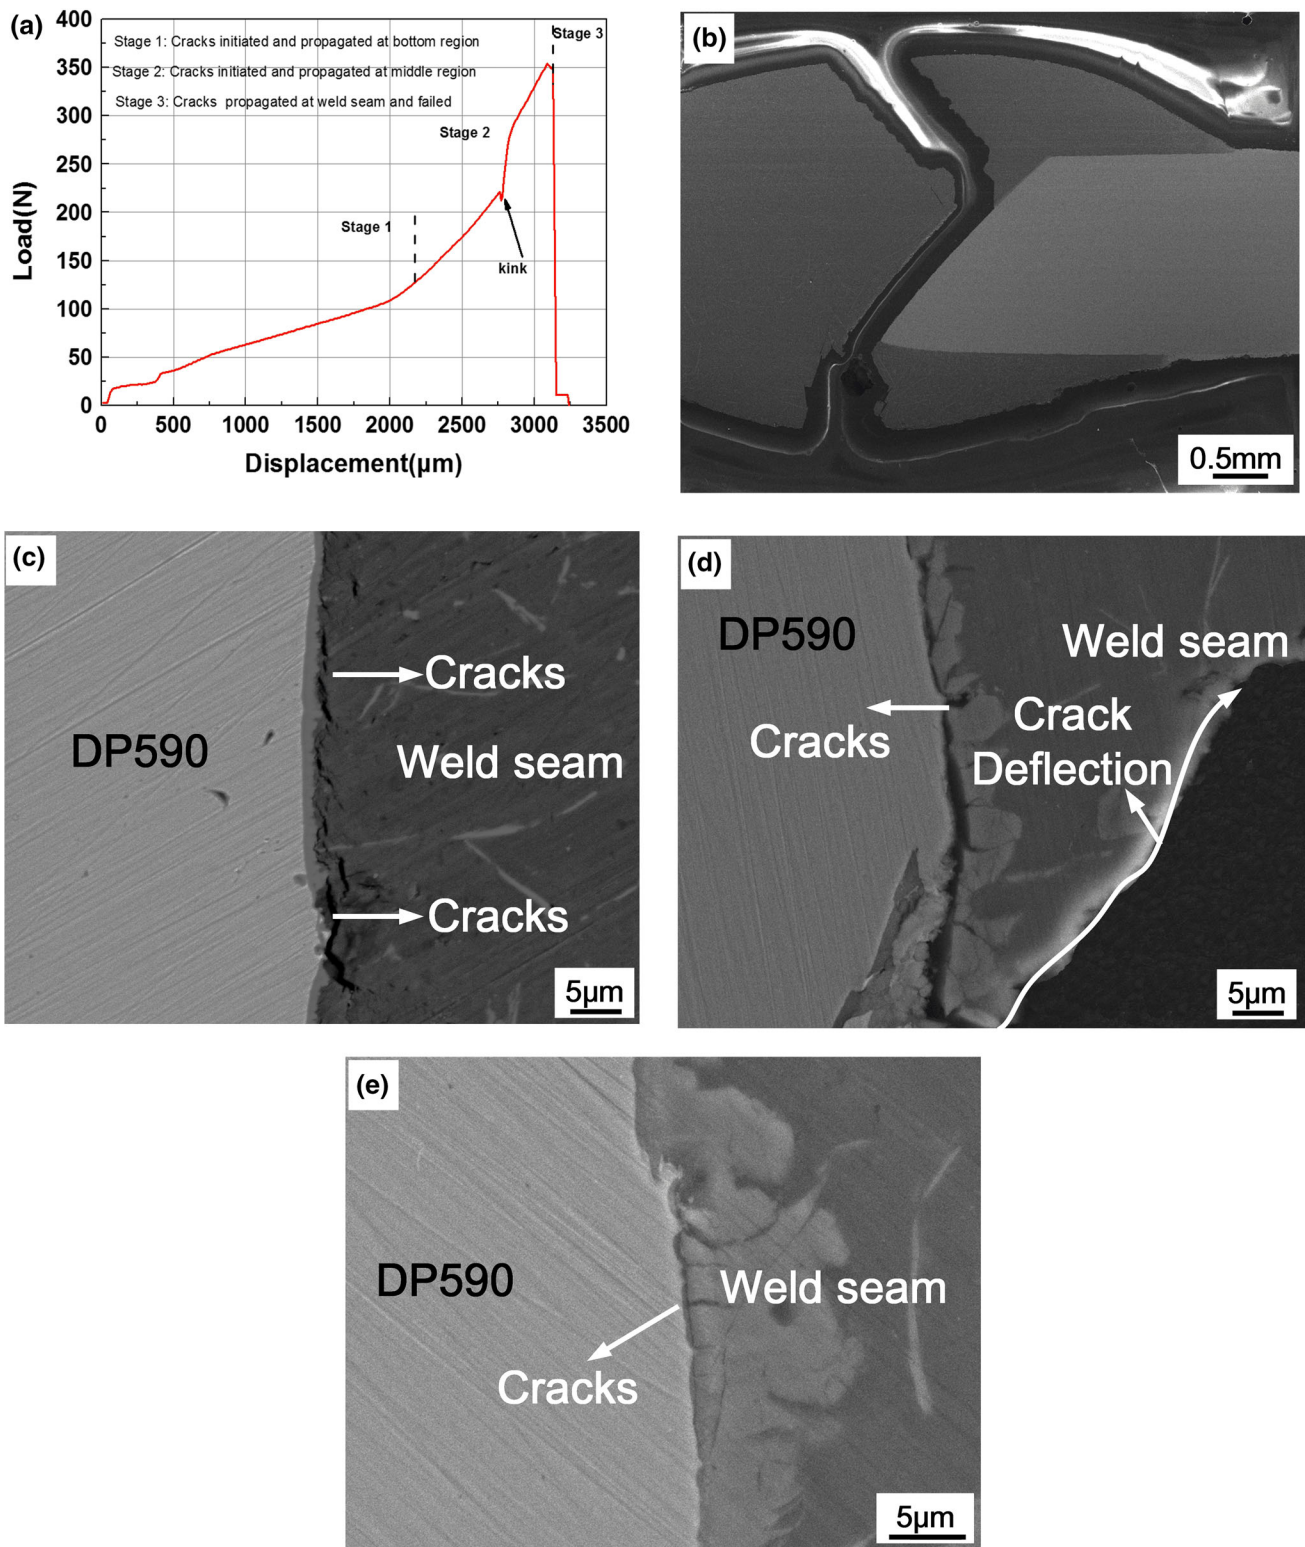 (a)
400
350
300
250
200
150
100
50
0
Load(N)
Stage 1: Cracks initiated and propagated at bottom region
Stage 2: Cracks initiated and propagated at middle region
Stage 3: Cracks propagated at weld seam and failed
Stage 3
Stage 2
Stage 1
kink
0 500 1000 1500 2000 2500 3000 3500
Displacement(μm)
(b)
0.5mm
(c)
DP590
Cracks
Weld seam
Cracks
5μm
(d)
DP590
Weld seam
Cracks
Crack
Deflection
5μm
(e)
DP590
Weld seam
Cracks
5μm